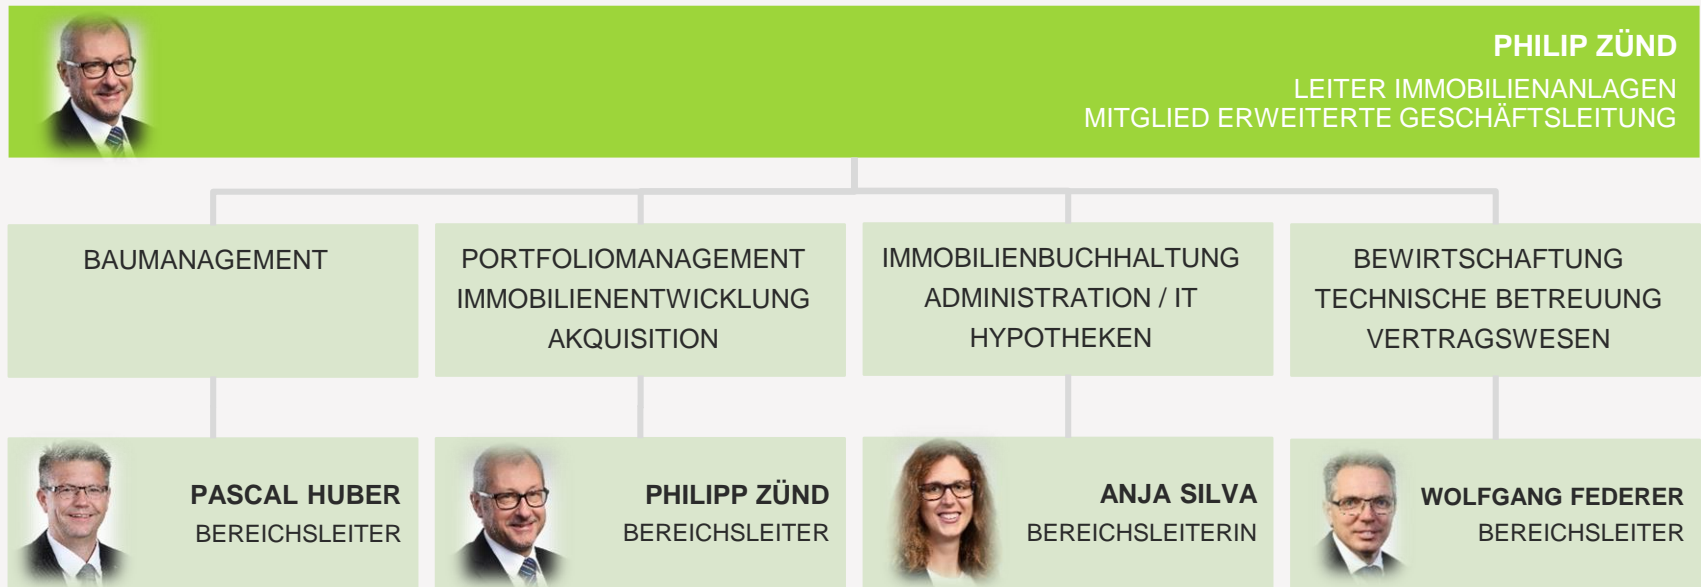 PHILIP ZÜND
LEITER IMMOBILIENANLAGEN
MITGLIED ERWEITERTE GESCHÄFTSLEITUNG
BAUMANAGEMENT
PORTFOLIOMANAGEMENT
IMMOBILIENENTWICKLUNG
AKQUISITION
IMMOBILIENBUCHHALTUNG
ADMINISTRATION / IT
HYPOTHEKEN
BEWIRTSCHAFTUNG
TECHNISCHE BETREUUNG
VERTRAGSWESEN
PASCAL HUBER
BEREICHSLEITER
PHILIPP ZÜND
BEREICHSLEITER
ANJA SILVA
BEREICHSLEITERIN
WOLFGANG FEDERER
BEREICHSLEITER